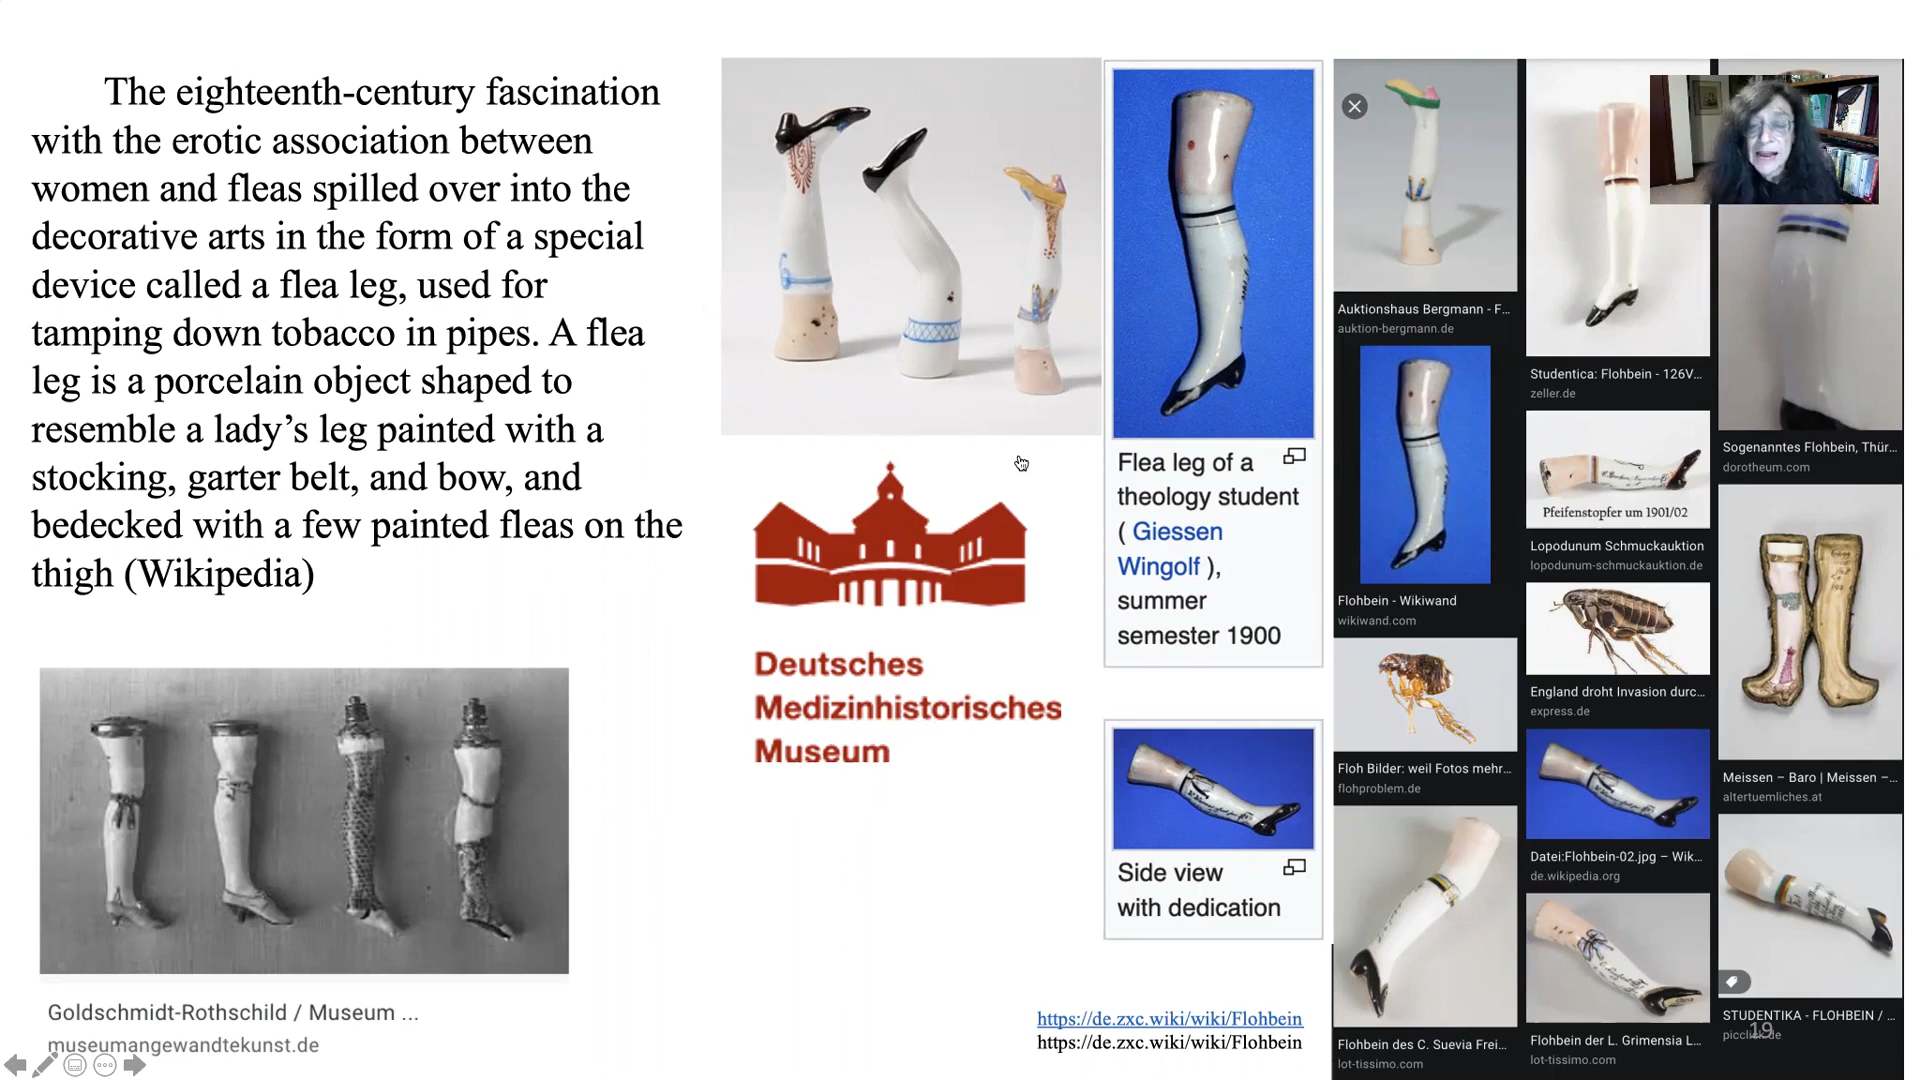 The eighteenth-century fascination
with the erotic association between
women and fleas spilled over into the
decorative arts in the form of a special
device called a flea leg, used for
tamping down tobacco in pipes. A flea
leg is a porcelain object shaped to
resemble a lady’s leg painted with a
stocking, garter belt, and bow, and
bedecked with a few painted fleas on the
thigh (Wikipedia)
Goldschmidt-Rothschild / Museum ...
museumangewandtekunst.de
Deutsches
Medizinhistorisches
Museum
Flea leg of a
theology student
( Giessen
Wingolf ),
summer
semester 1900
Side view
with dedication
https://de.zxc.wiki/wiki/Flohbein
https://de.zxc.wiki/wiki/Flohbein
Auktionshaus Bergmann - F...
auktion-bergmann.de
Flohbein - Wikiwand
wikiwand.com
Floh Bilder: weil Fotos mehr...
flohproblem.de
Flohbein des C. Suevia Frei...
lot-tissimo.com
Studentica: Flohbein - 126V...
zeller.de
Pfeifenstopfer um 1901/02
Lopodunum Schmuckauktion
lopodunum-schmuckauktion.de
England droht Invasion durc...
express.de
Datei:Flohbein-02.jpg – Wik...
de.wikipedia.org
Flohbein der L. Grimensia L...
lot-tissimo.com
Sogenanntes Flohbein, Thür...
dorotheum.com
Meissen – Baro | Meissen –...
altertuemliches.at
STUDENTIKA - FLOHBEIN / ...
picclick.de
19